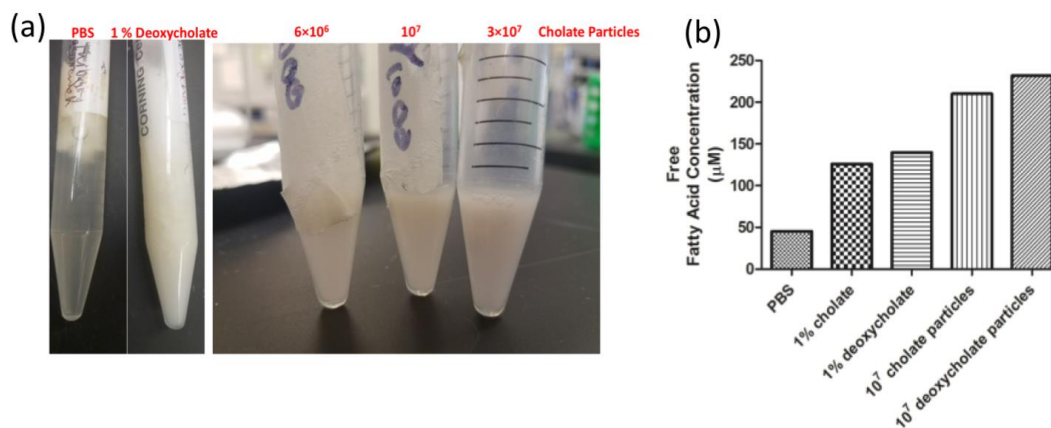 (a)
PBS 1 % Deoxycholate
6×10⁶ 10⁷ 3×10⁷ Cholate Particles
CORNING
(b)
250
200
150
100
50
0
Free
Fatty Acid Concentration
(µM)
PBS
1% cholate
1% deoxycholate
10⁷ cholate particles
10⁷ deoxycholate particles